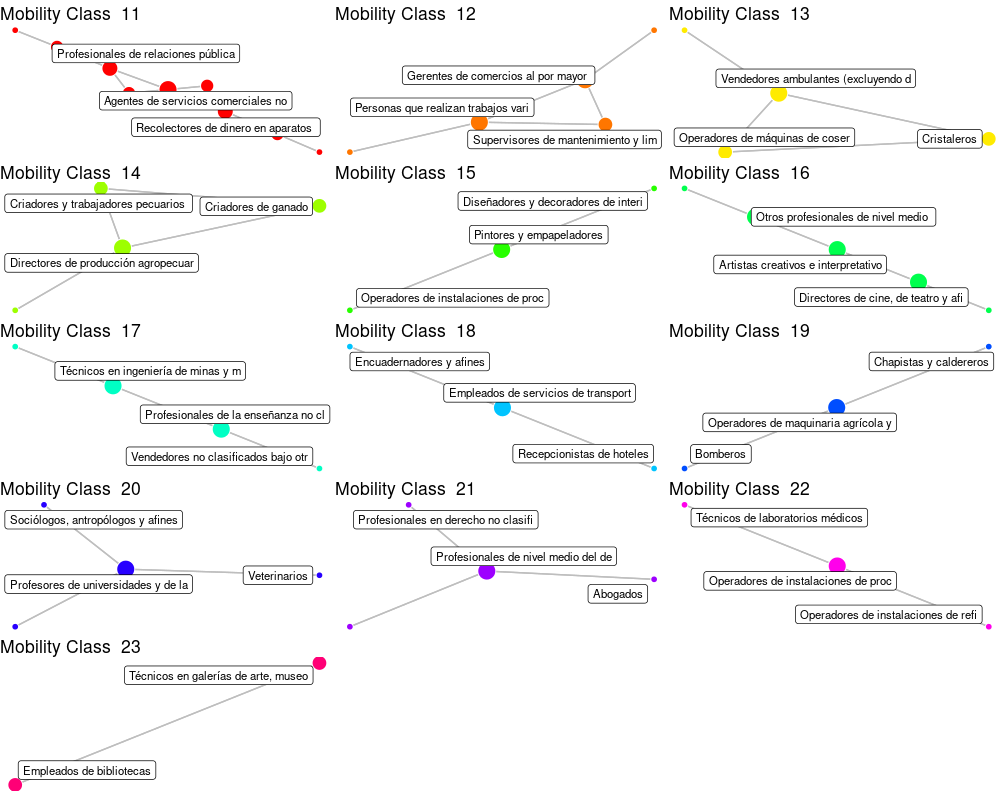 Mobility Class  11
Profesionales de relaciones pública
Agentes de servicios comerciales no
Recolectores de dinero en aparatos
Mobility Class  12
Gerentes de comercios al por mayor
Personas que realizan trabajos vari
Supervisores de mantenimiento y lim
Mobility Class  13
Vendedores ambulantes (excluyendo d
Operadores de máquinas de coser
Cristaleros
Mobility Class  14
Criadores y trabajadores pecuarios
Criadores de ganado
Directores de producción agropecuar
Mobility Class  15
Diseñadores y decoradores de interi
Pintores y empapeladores
Operadores de instalaciones de proc
Mobility Class  16
Otros profesionales de nivel medio
Artistas creativos e interpretativo
Directores de cine, de teatro y afi
Mobility Class  17
Técnicos en ingeniería de minas y m
Profesionales de la enseñanza no cl
Vendedores no clasificados bajo otr
Mobility Class  18
Encuadernadores y afines
Empleados de servicios de transport
Recepcionistas de hoteles
Mobility Class  19
Chapistas y caldereros
Operadores de maquinaria agrícola y
Bomberos
Mobility Class  20
Sociólogos, antropólogos y afines
Veterinarios
Profesores de universidades y de la
Mobility Class  21
Profesionales en derecho no clasifi
Profesionales de nivel medio del de
Abogados
Mobility Class  22
Técnicos de laboratorios médicos
Operadores de instalaciones de proc
Operadores de instalaciones de refi
Mobility Class  23
Técnicos en galerías de arte, museo
Empleados de bibliotecas